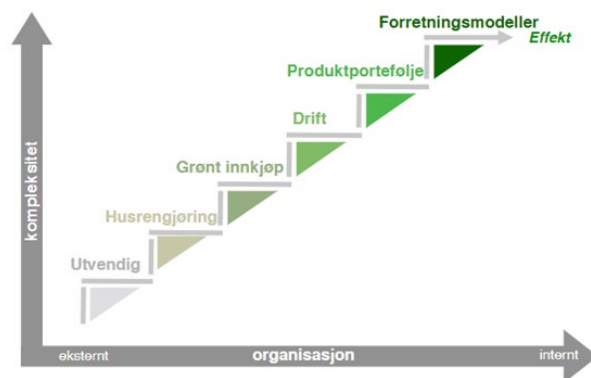 Forretningsmodeller
Effekt
Produktportefølje
Drift
Grønt innkjøp
Husrengjøring
Utvendig
kompleksitet
eksternt organisasjon internt